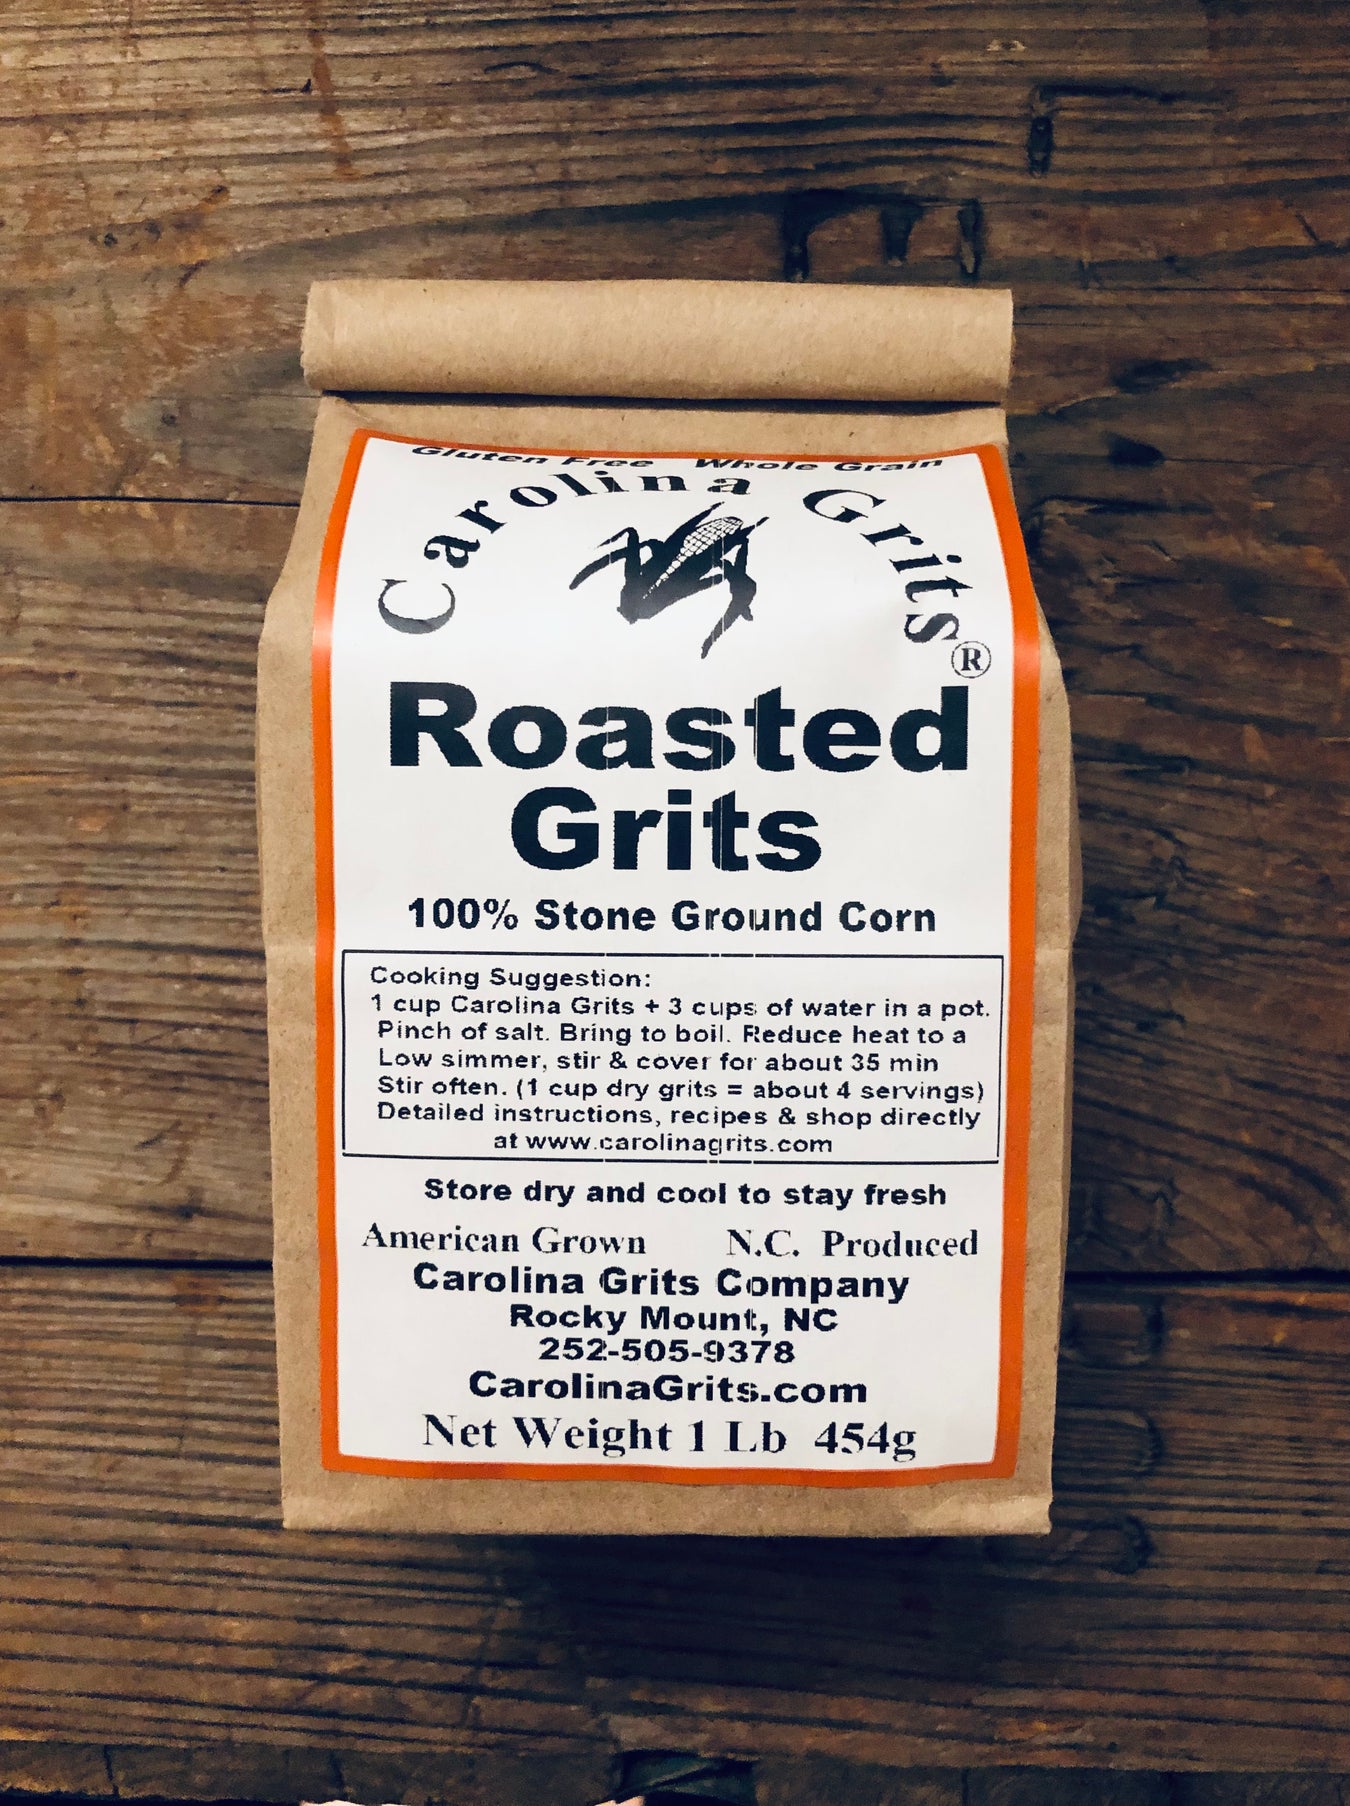 Gluten Free Whole Grain
Carolina Grits®
Roasted
Grits
100% Stone Ground Corn
Cooking Suggestion:
1 cup Carolina Grits + 3 cups of water in a pot.
Pinch of salt. Bring to boil. Reduce heat to a
Low simmer, stir & cover for about 35 min
Stir often. (1 cup dry grits = about 4 servings)
Detailed instructions, recipes & shop directly
at www.carolinagrits.com
Store dry and cool to stay fresh
American Grown N.C. Produced
Carolina Grits Company
Rocky Mount, NC
252-505-9378
CarolinaGrits.com
Net Weight 1 Lb 454g